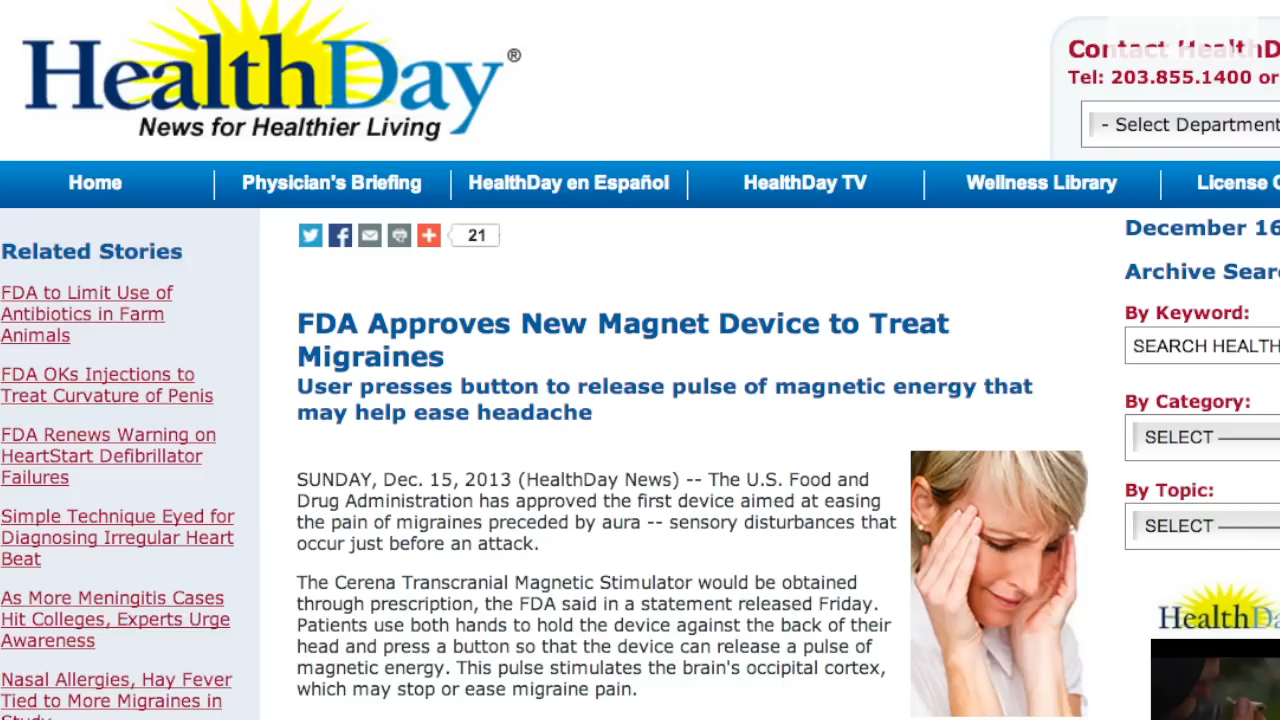 HealthDay®
News for Healthier Living
Contact HealthD
Tel: 203.855.1400 or
- Select Department
Home
Physician's Briefing
HealthDay en Español
HealthDay TV
Wellness Library
License
Related Stories
FDA to Limit Use of
Antibiotics in Farm
Animals
FDA OKs Injections to
Treat Curvature of Penis
FDA Renews Warning on
HeartStart Defibrillator
Failures
Simple Technique Eyed for
Diagnosing Irregular Heart
Beat
As More Meningitis Cases
Hit Colleges, Experts Urge
Awareness
Nasal Allergies, Hay Fever
Tied to More Migraines in
Study
21
FDA Approves New Magnet Device to Treat
Migraines
User presses button to release pulse of magnetic energy that
may help ease headache
SUNDAY, Dec. 15, 2013 (HealthDay News) -- The U.S. Food and
Drug Administration has approved the first device aimed at easing
the pain of migraines preceded by aura -- sensory disturbances that
occur just before an attack.
The Cerena Transcranial Magnetic Stimulator would be obtained
through prescription, the FDA said in a statement released Friday.
Patients use both hands to hold the device against the back of their
head and press a button so that the device can release a pulse of
magnetic energy. This pulse stimulates the brain's occipital cortex,
which may stop or ease migraine pain.
December 16
Archive Sear
By Keyword:
SEARCH HEALTH
By Category:
SELECT
By Topic:
SELECT
HealthDa